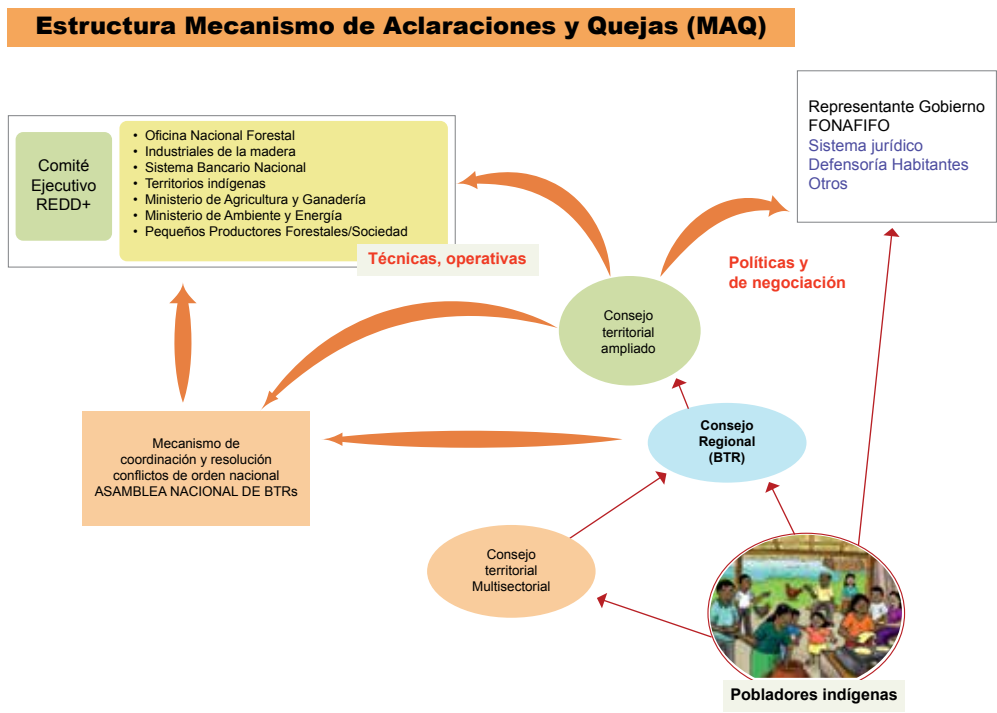 Estructura Mecanismo de Aclaraciones y Quejas (MAQ)
Comité
Ejecutivo
REDD+
• Oficina Nacional Forestal
• Industriales de la madera
• Sistema Bancario Nacional
• Territorios indígenas
• Ministerio de Agricultura y Ganadería
• Ministerio de Ambiente y Energía
• Pequeños Productores Forestales/Sociedad
Representante Gobierno
FONAFIFO
Sistema jurídico
Defensoría Habitantes
Otros
Técnicas, operativas
Políticas y
de negociación
Consejo
territorial
ampliado
Mecanismo de
coordinación y resolución
conflictos de orden nacional
ASAMBLEA NACIONAL DE BTRs
Consejo
Regional
(BTR)
Consejo
territorial
Multisectorial
Pobladores indígenas